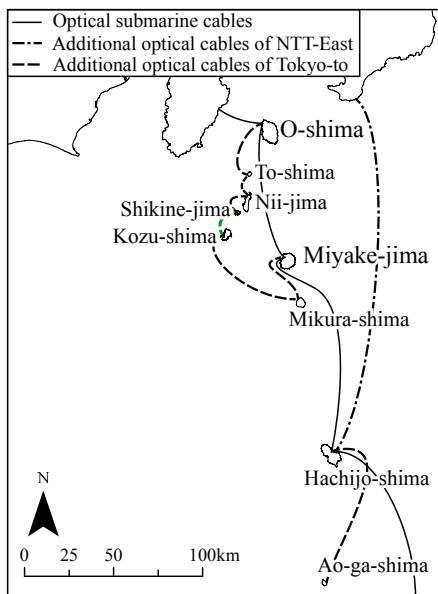 Optical submarine cables
Additional optical cables of NTT-East
Additional optical cables of Tokyo-to
O-shima
To-shima
Nii-jima
Shikine-jima
Kozu-shima
Miyake-jima
Mikura-shima
Hachijo-shima
N
0 25 50 100km
Ao-ga-shima